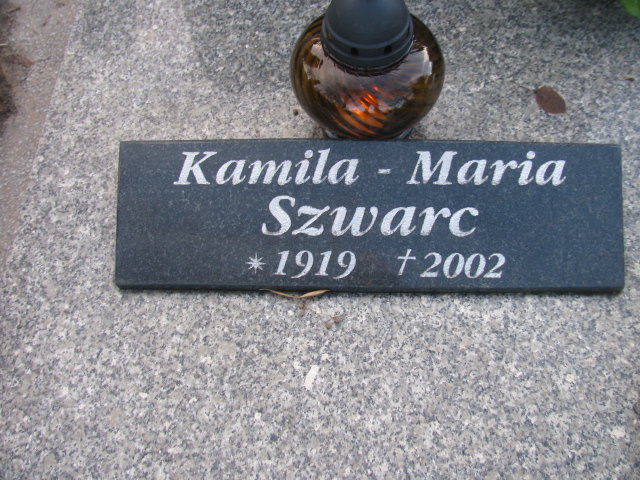 Kamila - Maria
Szwarc
* 1919 † 2002